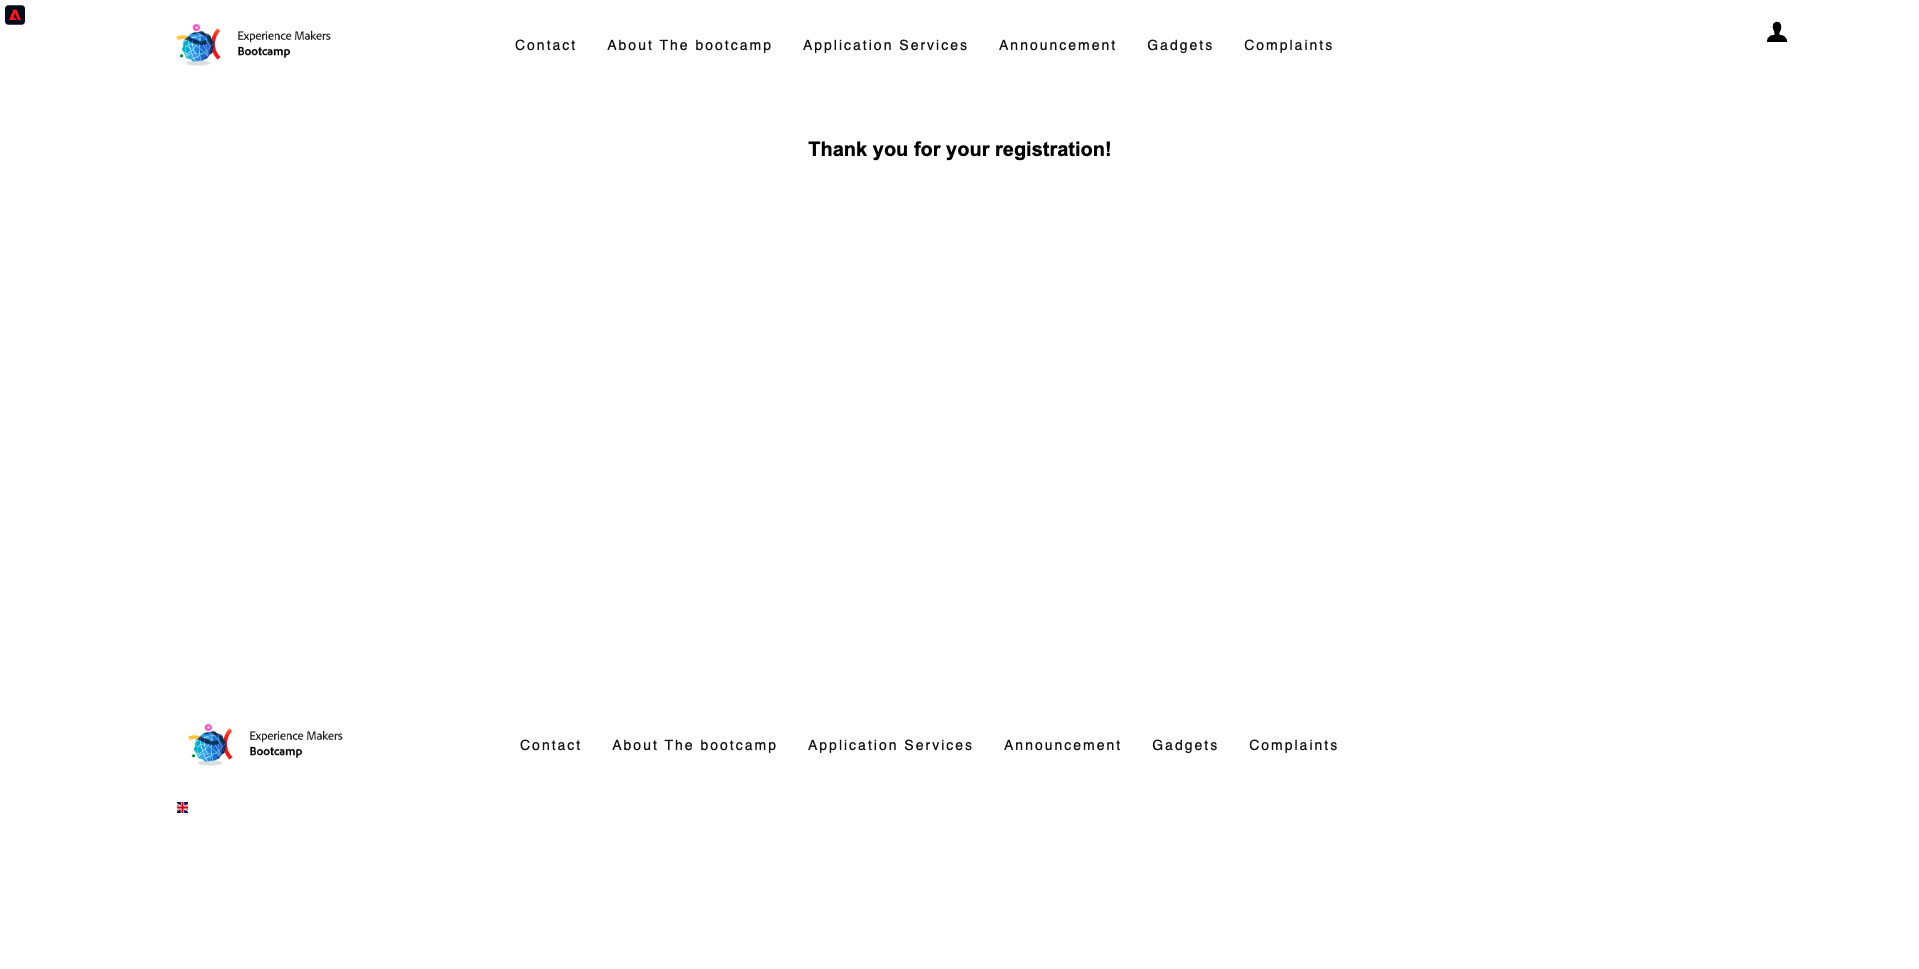 Experience Makers
Bootcamp
Contact About The bootcamp Application Services Announcement Gadgets Complaints
Thank you for your registration!
Experience Makers
Bootcamp
Contact About The bootcamp Application Services Announcement Gadgets Complaints